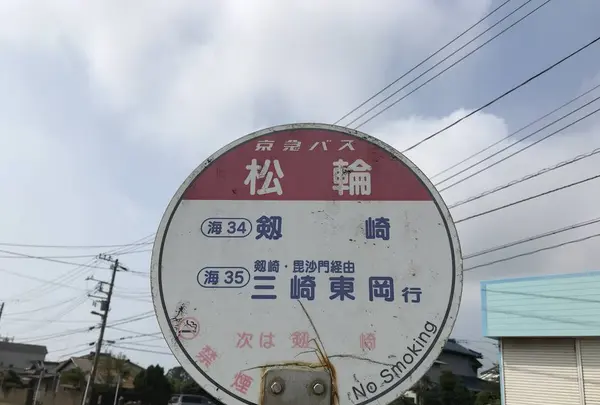 京急バス
松輪
海34 剱崎
剱崎・毘沙門経由
海35 三崎東岡行
次は 剱崎
禁煙
No Smoking